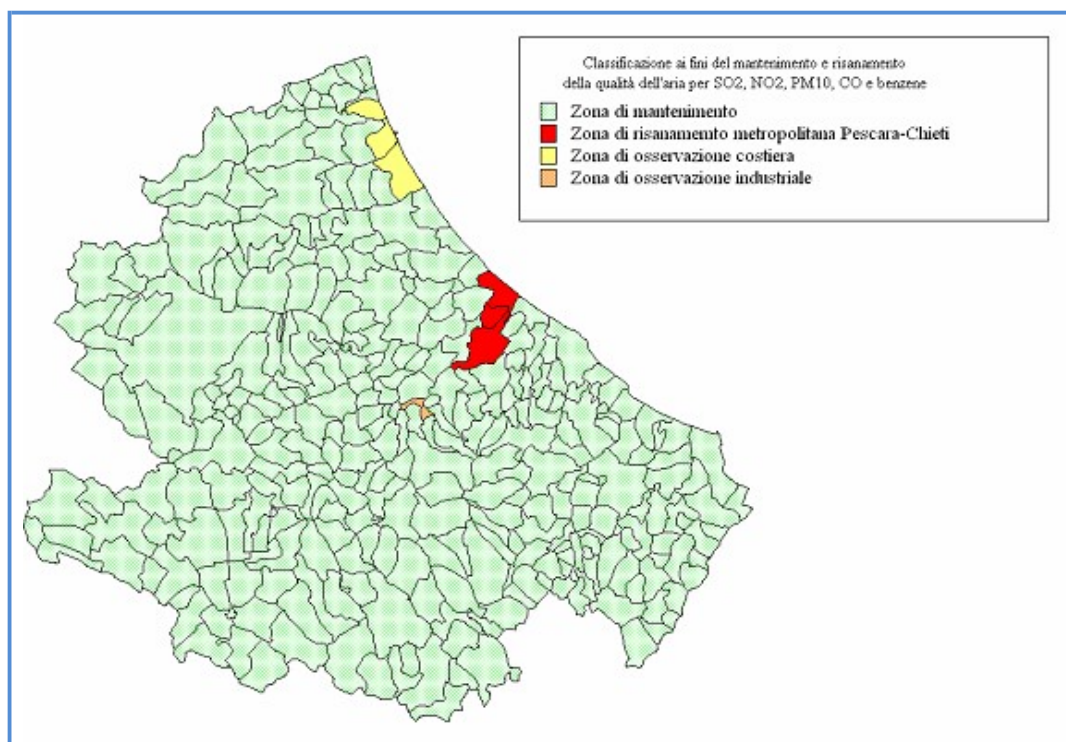 Classificazione ai fini del mantenimento e risanamento
della qualità dell'aria per SO2, NO2, PM10, CO e benzene
Zona di mantenimento
Zona di risanamemto metropolitana Pescara-Chieti
Zona di osservazione costiera
Zona di osservazione industriale